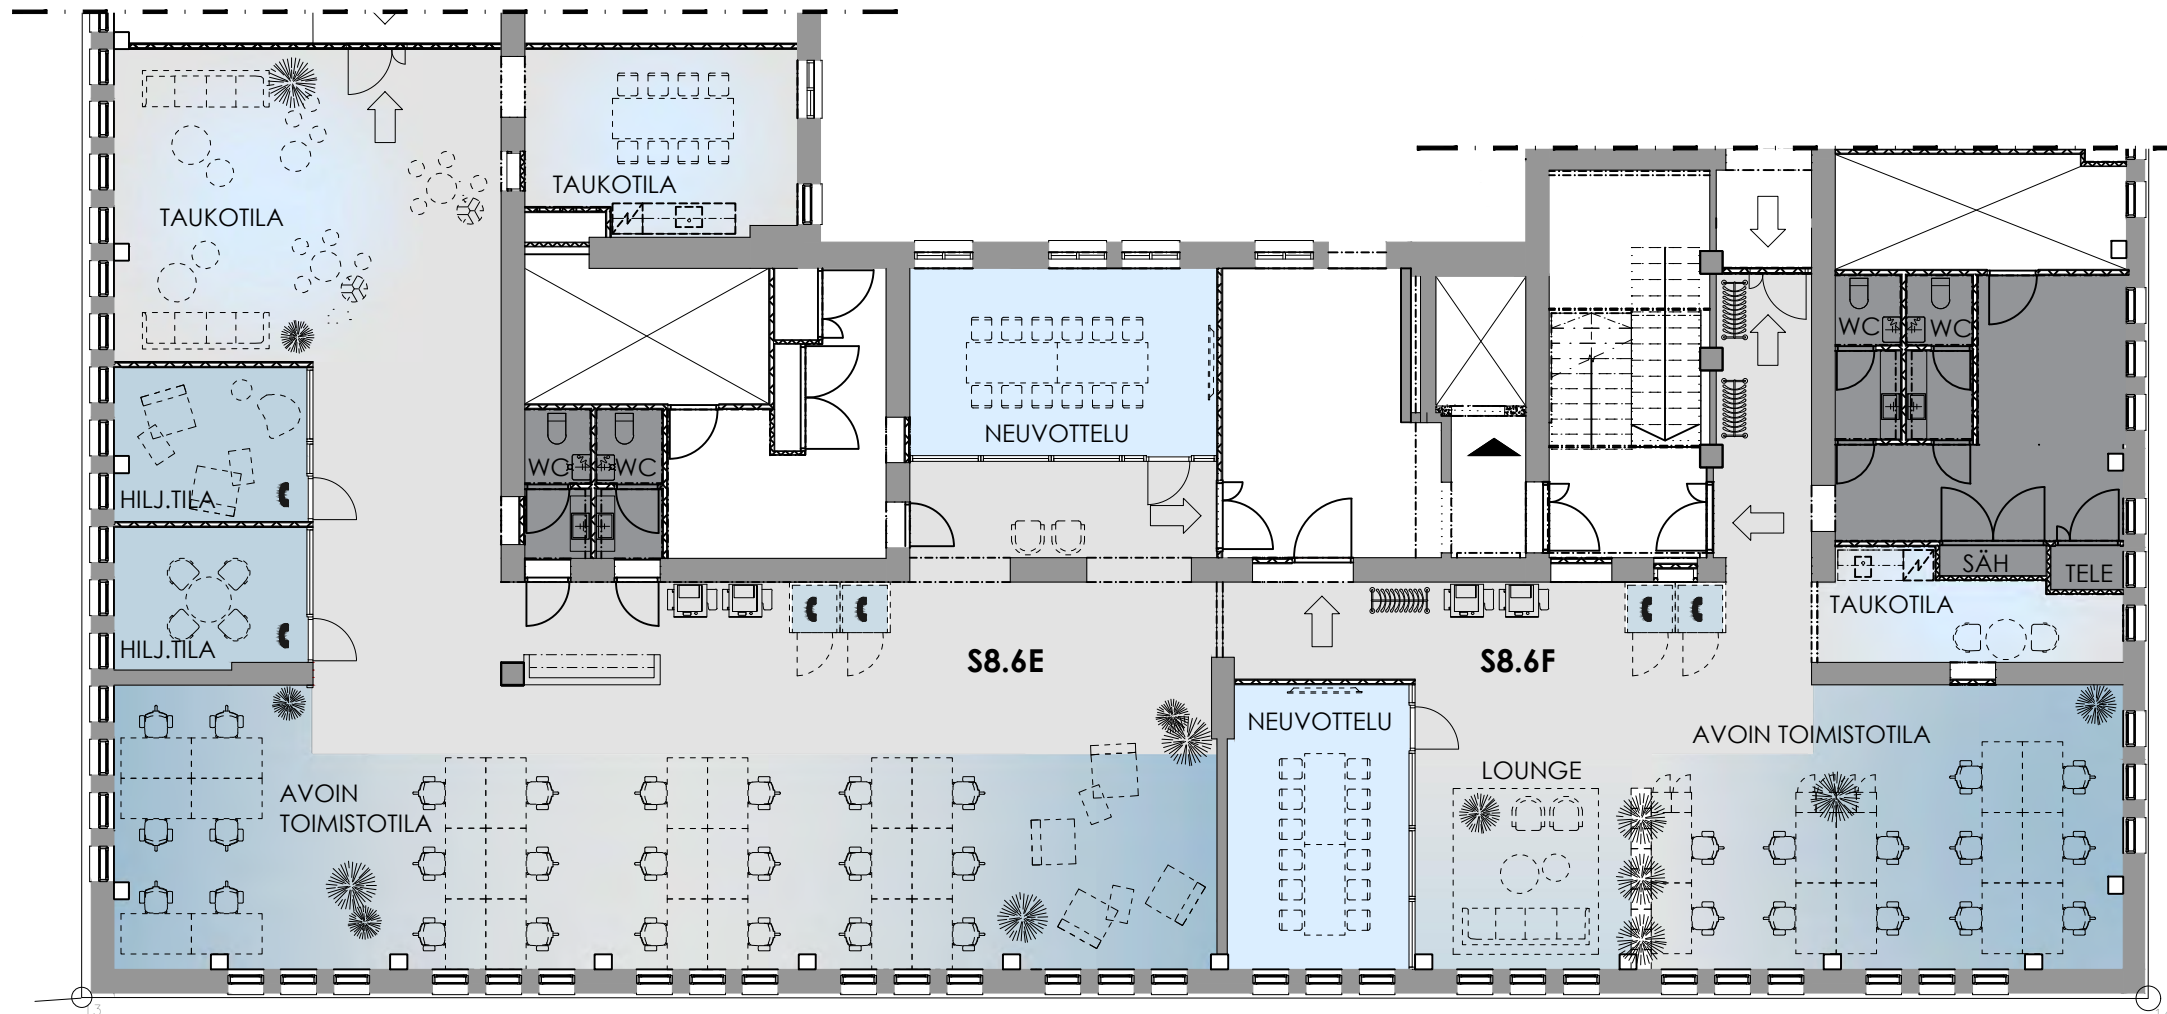 TAUKOTILA
TAUKOTILA
NEUVOTTELU
WC
WC
WC
WC
HILJ.TILA
HILJ.TILA
SÄH
TELE
TAUKOTILA
S8.6E
S8.6F
NEUVOTTELU
AVOIN TOIMISTOTILA
LOUNGE
AVOIN
TOIMISTOTILA
13